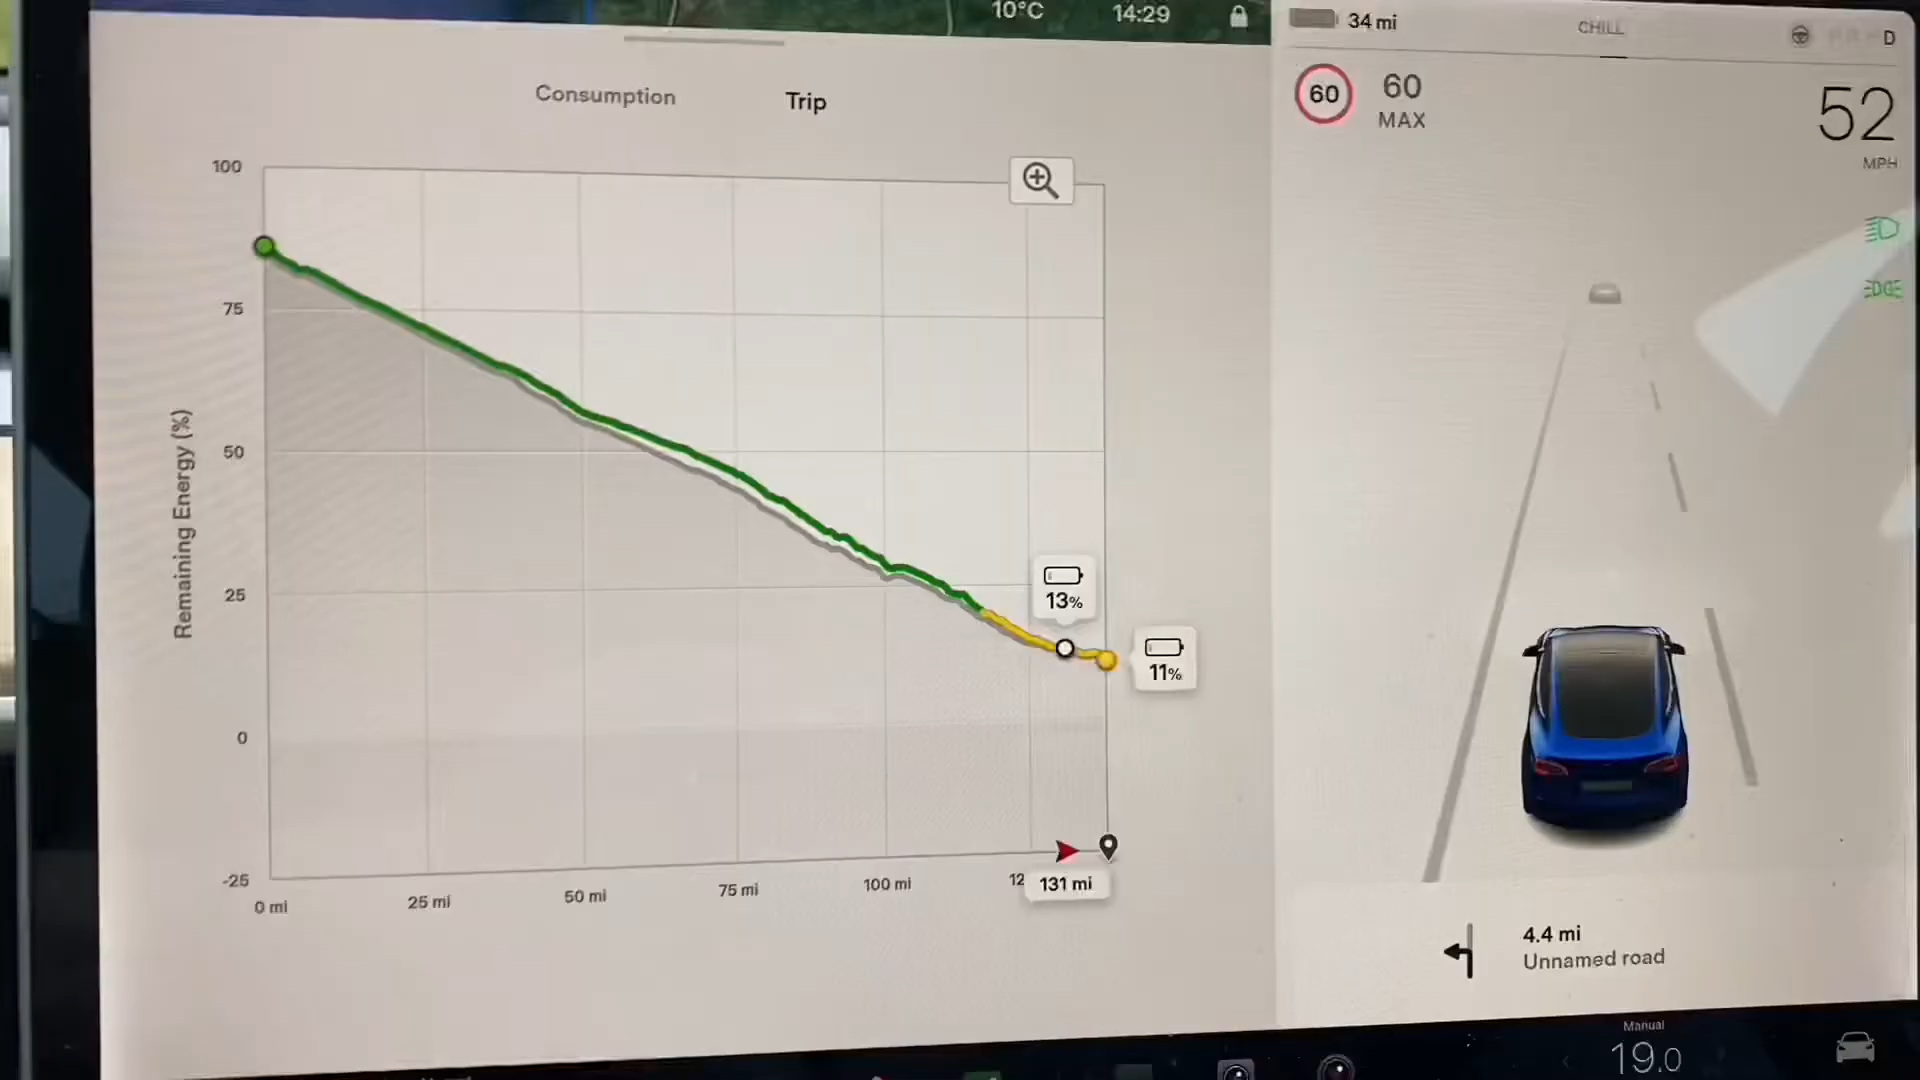 10°C 14:29
34 mi CHILL D
60 60 MAX
52
MPH
Consumption Trip
100
75
50
25
0
-25
Remaining Energy (%)
13%
11%
0 mi 25 mi 50 mi 75 mi 100 mi 12 131 mi
4.4 mi
Unnamed road
Manual
19.0